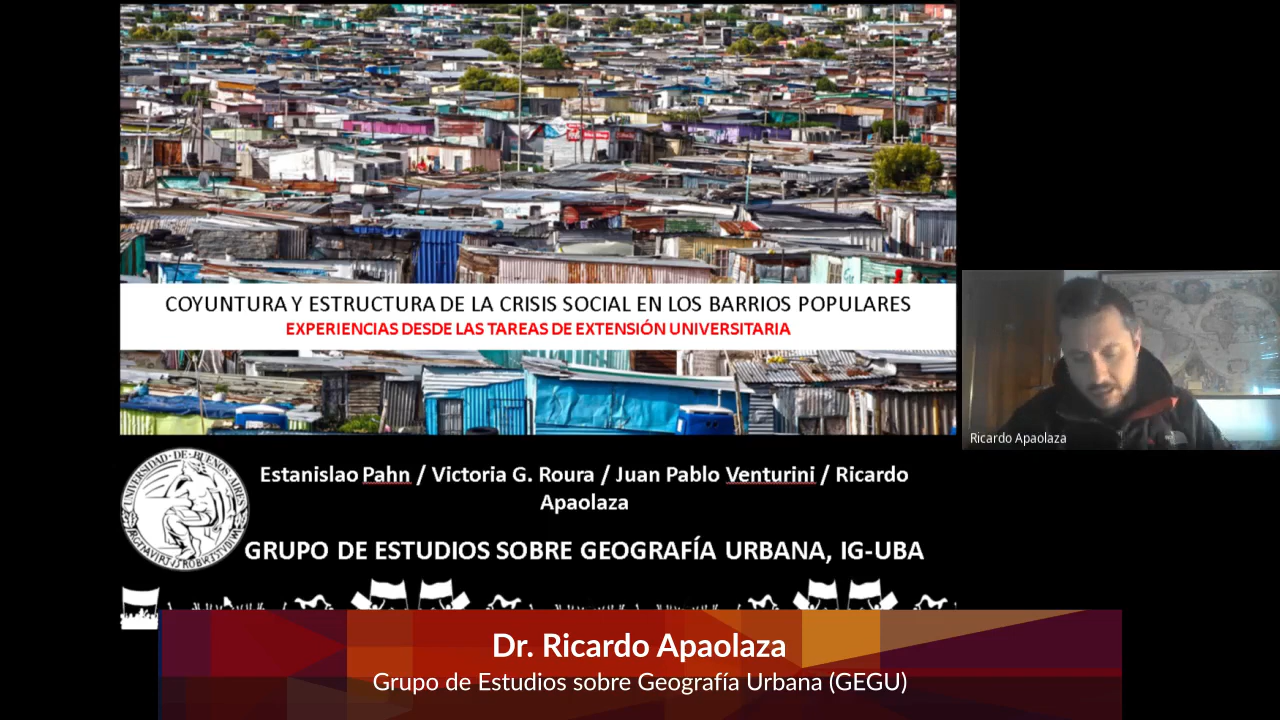 COYUNTURA Y ESTRUCTURA DE LA CRISIS SOCIAL EN LOS BARRIOS POPULARES
EXPERIENCIAS DESDE LAS TAREAS DE EXTENSIÓN UNIVERSITARIA
Ricardo Apaolaza
Estanislao Pahn / Victoria G. Roura / Juan Pablo Venturini / Ricardo
Apaolaza
UNIVERSIDAD·DE·BUENOS·AIRES
GRUPO DE ESTUDIOS SOBRE GEOGRAFÍA URBANA, IG-UBA
Dr. Ricardo Apaolaza
Grupo de Estudios sobre Geografía Urbana (GEGU)